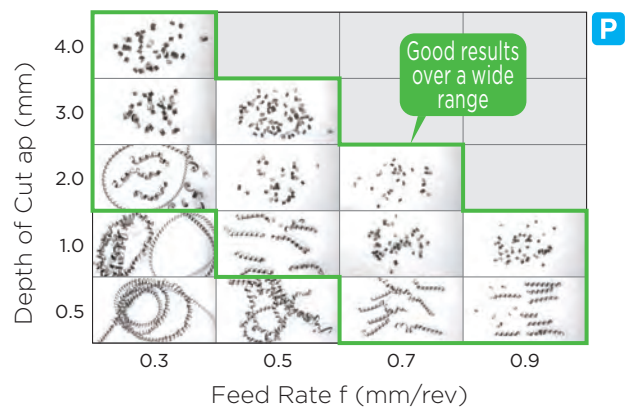 P
Good results
over a wide
range
Depth of Cut ap (mm)
4.0
3.0
2.0
1.0
0.5
0.3 0.5 0.7 0.9
Feed Rate f (mm/rev)